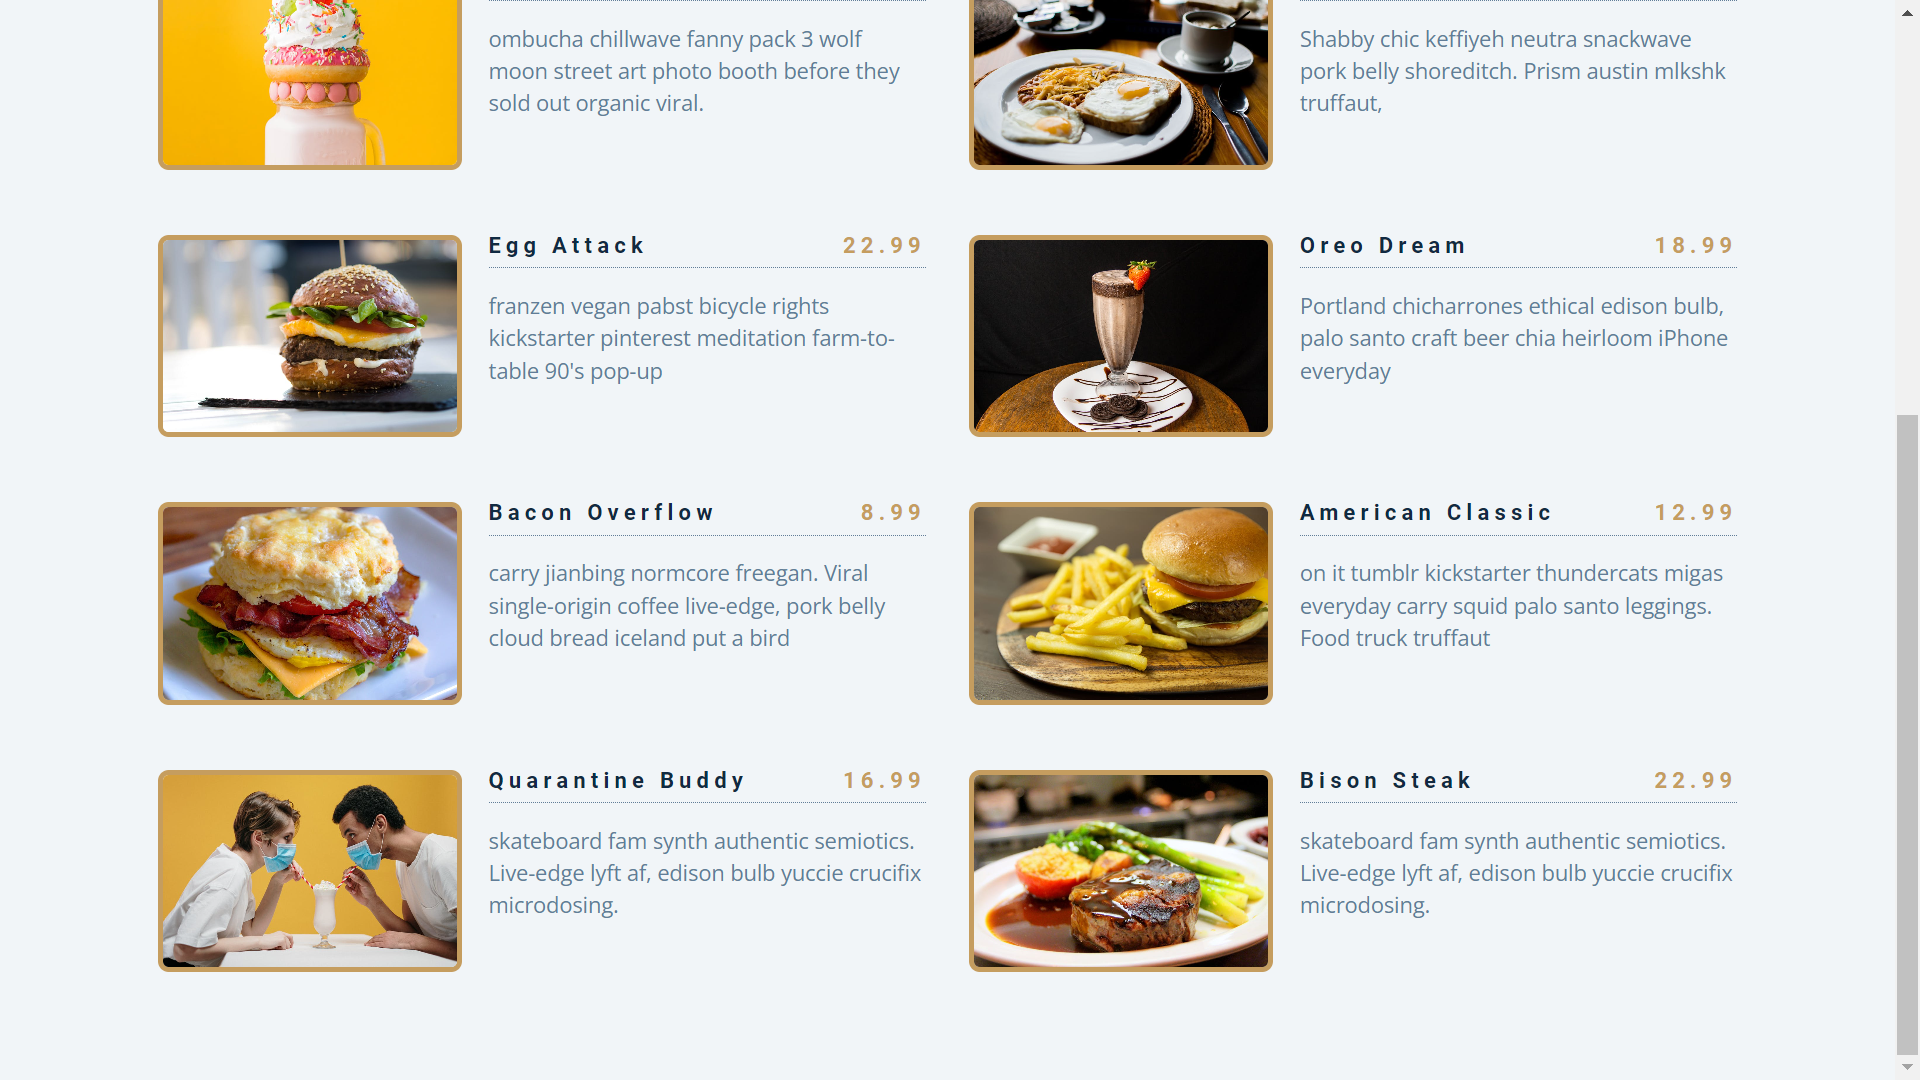 ombucha chillwave fanny pack 3 wolf
moon street art photo booth before they
sold out organic viral.
Shabby chic keffiyeh neutra snackwave
pork belly shoreditch. Prism austin mlkshk
truffaut,
Egg Attack 22.99
franzen vegan pabst bicycle rights
kickstarter pinterest meditation farm-to-
table 90's pop-up
Oreo Dream 18.99
Portland chicharrones ethical edison bulb,
palo santo craft beer chia heirloom iPhone
everyday
Bacon Overflow 8.99
carry jianbing normcore freegan. Viral
single-origin coffee live-edge, pork belly
cloud bread iceland put a bird
American Classic 12.99
on it tumblr kickstarter thundercats migas
everyday carry squid palo santo leggings.
Food truck truffaut
Quarantine Buddy 16.99
skateboard fam synth authentic semiotics.
Live-edge lyft af, edison bulb yuccie crucifix
microdosing.
Bison Steak 22.99
skateboard fam synth authentic semiotics.
Live-edge lyft af, edison bulb yuccie crucifix
microdosing.